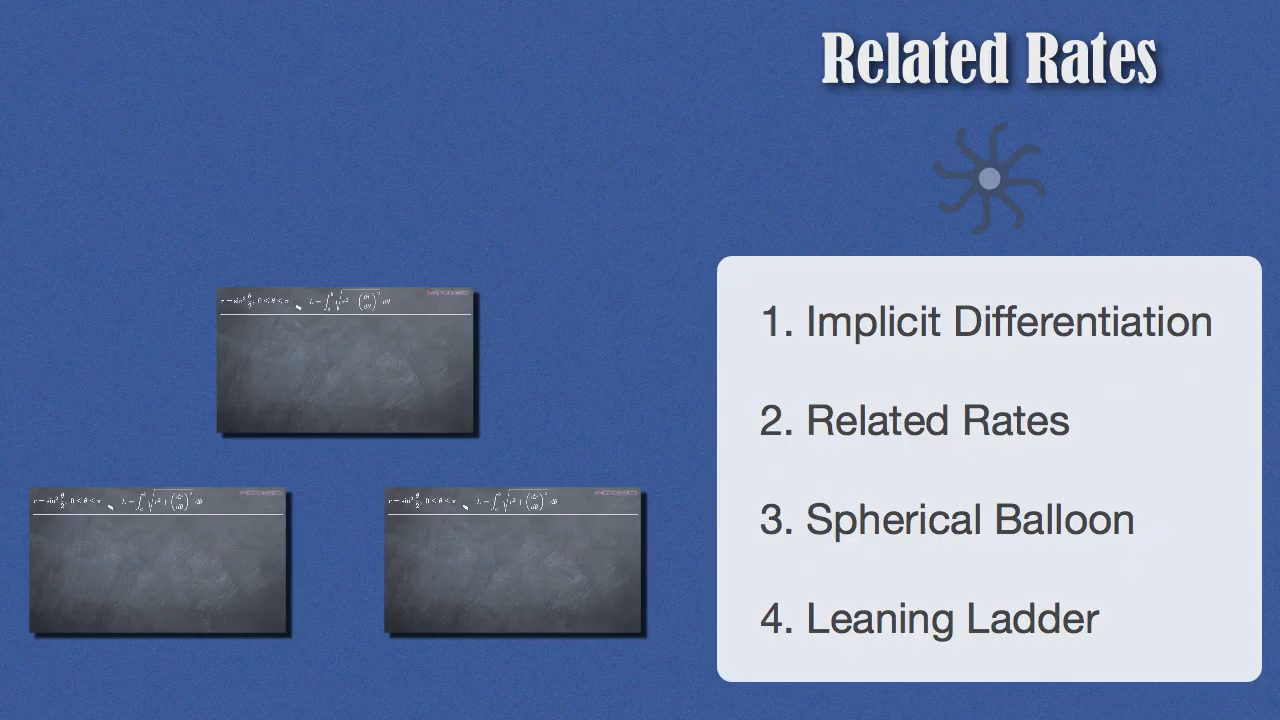 Related Rates
1. Implicit Differentiation
2. Related Rates
3. Spherical Balloon
4. Leaning Ladder